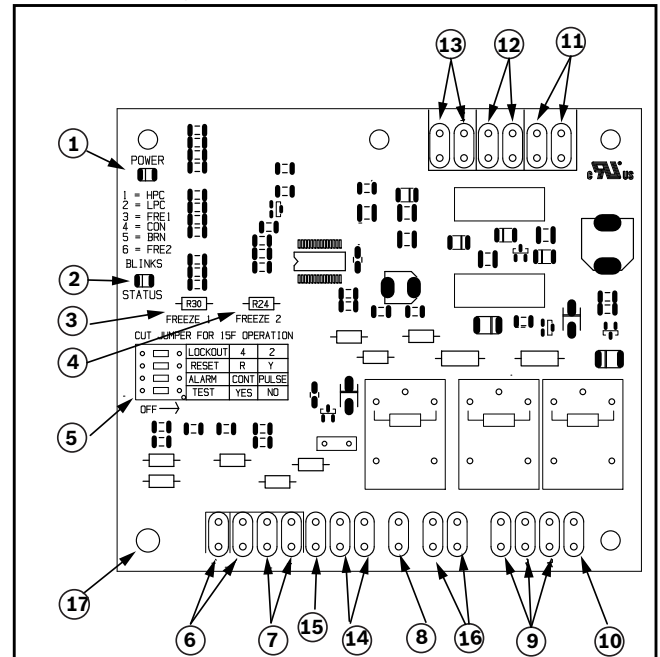 13
12
11
1
POWER
1 = HPC
2 = LPC
3 = FRE1
4 = CON
5 = BRN
6 = FRE2
BLINKS
2
STATUS
R30
R24
3
FREEZE 1
FREEZE 2
4
CUT JUMPER FOR 15F OPERATION
LOCKOUT 4 2
RESET R Y
ALARM CONT PULSE
TEST YES NO
OFF
5
c RU US
17
6
7
15
14
8
16
9
10